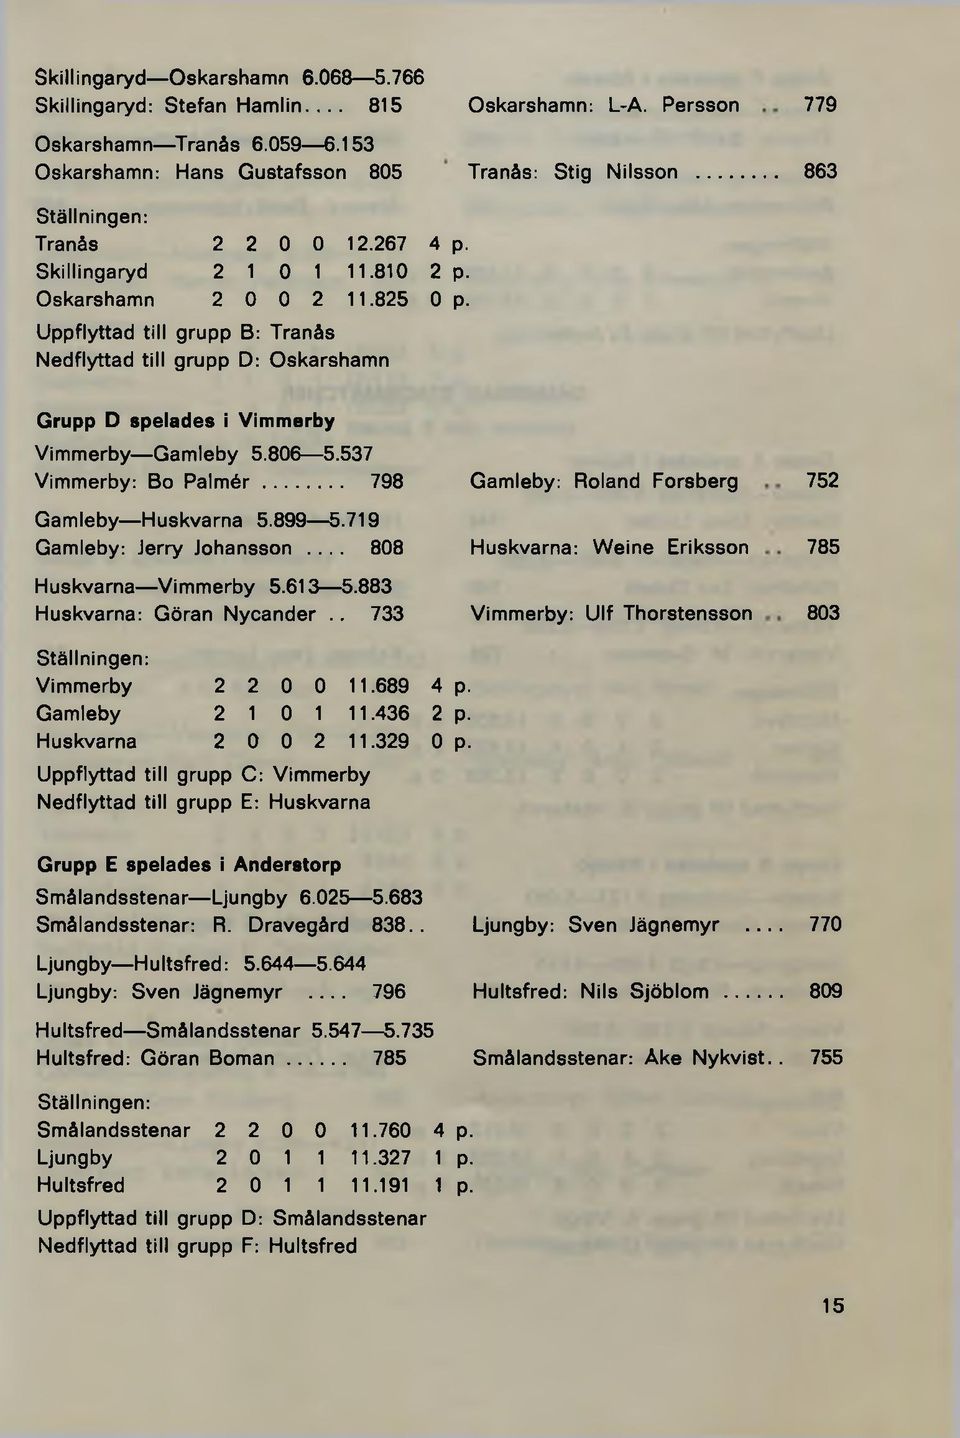 Skillingaryd—Oskarshamn 6.068—5.766
Skillingaryd: Stefan Hamlin.... 815 Oskarshamn: L-A. Persson .. 779
Oskarshamn—Tranås 6.059—6.153
Oskarshamn: Hans Gustafsson 805 Tranås: Stig Nilsson ........ 863
Ställningen:
Tranås 2 2 0 0 12.267 4 p.
Skillingaryd 2 1 0 1 11.810 2 p.
Oskarshamn 2 0 0 2 11.825 0 p.
Uppflyttad till grupp B: Tranås
Nedflyttad till grupp D: Oskarshamn
Grupp D spelades i Vimmerby
Vimmerby—Gamleby 5.806—5.537
Vimmerby: Bo Palmér ........ 798 Gamleby: Roland Forsberg .. 752
Gamleby—Huskvarna 5.899—5.719
Gamleby: Jerry Johansson .... 808 Huskvarna: Weine Eriksson .. 785
Huskvarna—Vimmerby 5.613—5.883
Huskvarna: Göran Nycander .. 733 Vimmerby: Ulf Thorstensson .. 803
Ställningen:
Vimmerby 2 2 0 0 11.689 4 p.
Gamleby 2 1 0 1 11.436 2 p.
Huskvarna 2 0 0 2 11.329 0 p.
Uppflyttad till grupp C: Vimmerby
Nedflyttad till grupp E: Huskvarna
Grupp E spelades i Anderstorp
Smålandsstenar—Ljungby 6.025—5.683
Smålandsstenar: R. Dravegård 838.. Ljungby: Sven Jägnemyr .... 770
Ljungby—Hultsfred: 5.644—5.644
Ljungby: Sven Jägnemyr .... 796 Hultsfred: Nils Sjöblom ...... 809
Hultsfred—Smålandsstenar 5.547—5.735
Hultsfred: Göran Boman ...... 785 Smålandsstenar: Åke Nykvist.. 755
Ställningen:
Smålandsstenar 2 2 0 0 11.760 4 p.
Ljungby 2 0 1 1 11.327 1 p.
Hultsfred 2 0 1 1 11.191 1 p.
Uppflyttad till grupp D: Smålandsstenar
Nedflyttad till grupp F: Hultsfred
15